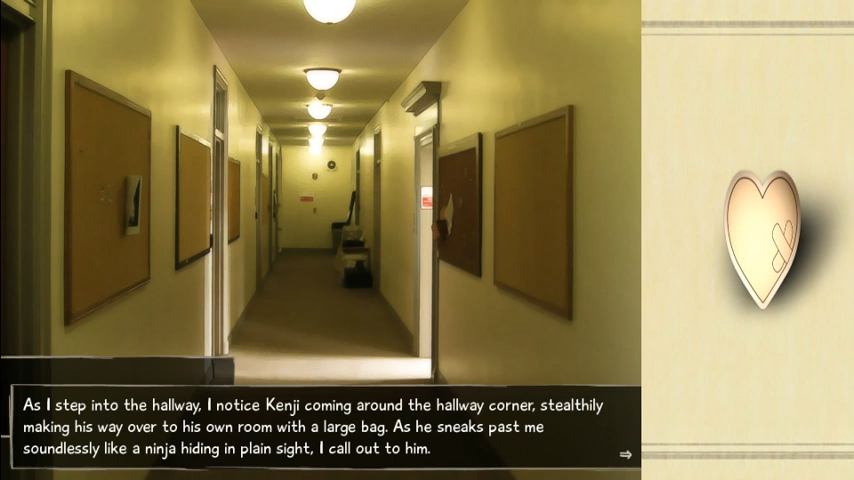 As I step into the hallway, I notice Kenji coming around the hallway corner, stealthily
making his way over to his own room with a large bag. As he sneaks past me
soundlessly like a ninja hiding in plain sight, I call out to him.